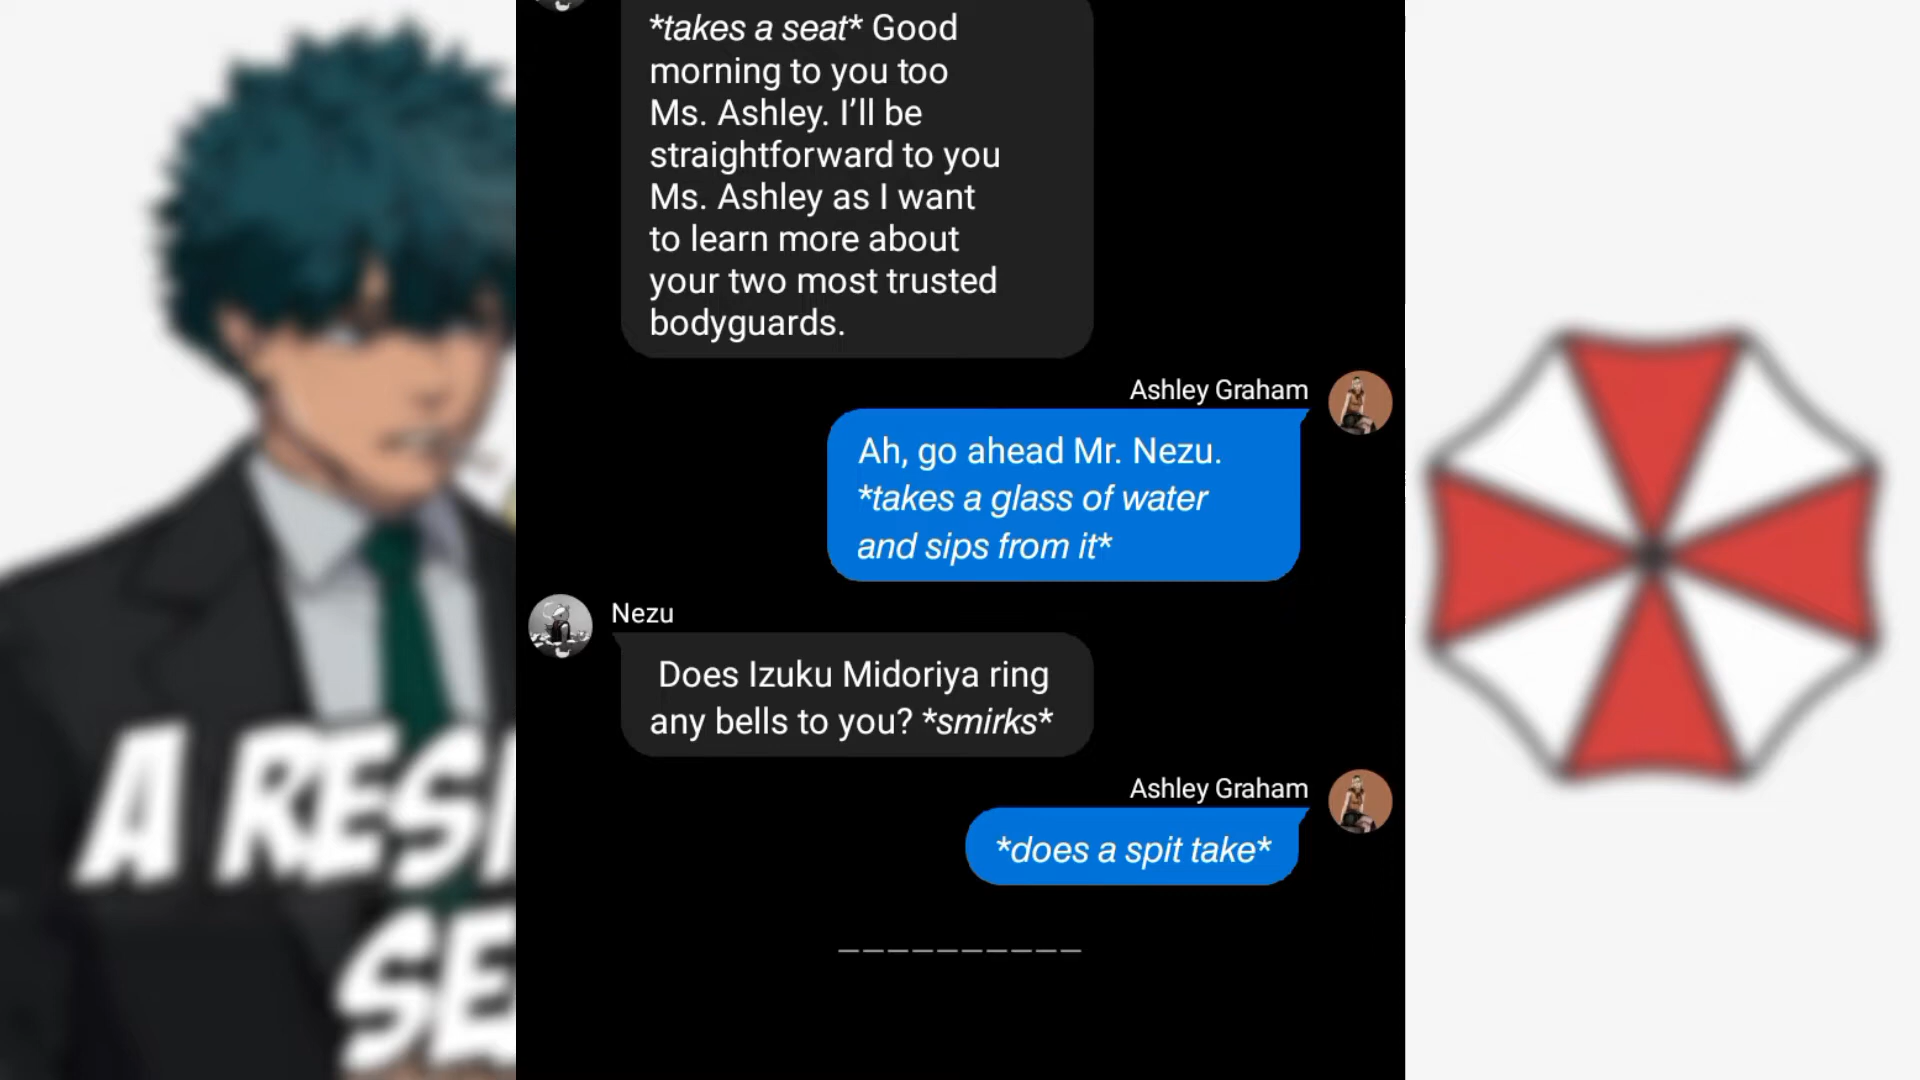 *takes a seat* Good
morning to you too
Ms. Ashley. I’ll be
straightforward to you
Ms. Ashley as I want
to learn more about
your two most trusted
bodyguards.
Ashley Graham
Ah, go ahead Mr. Nezu.
*takes a glass of water
and sips from it*
Nezu
Does Izuku Midoriya ring
any bells to you? *smirks*
Ashley Graham
*does a spit take*
__________
A RES
SE